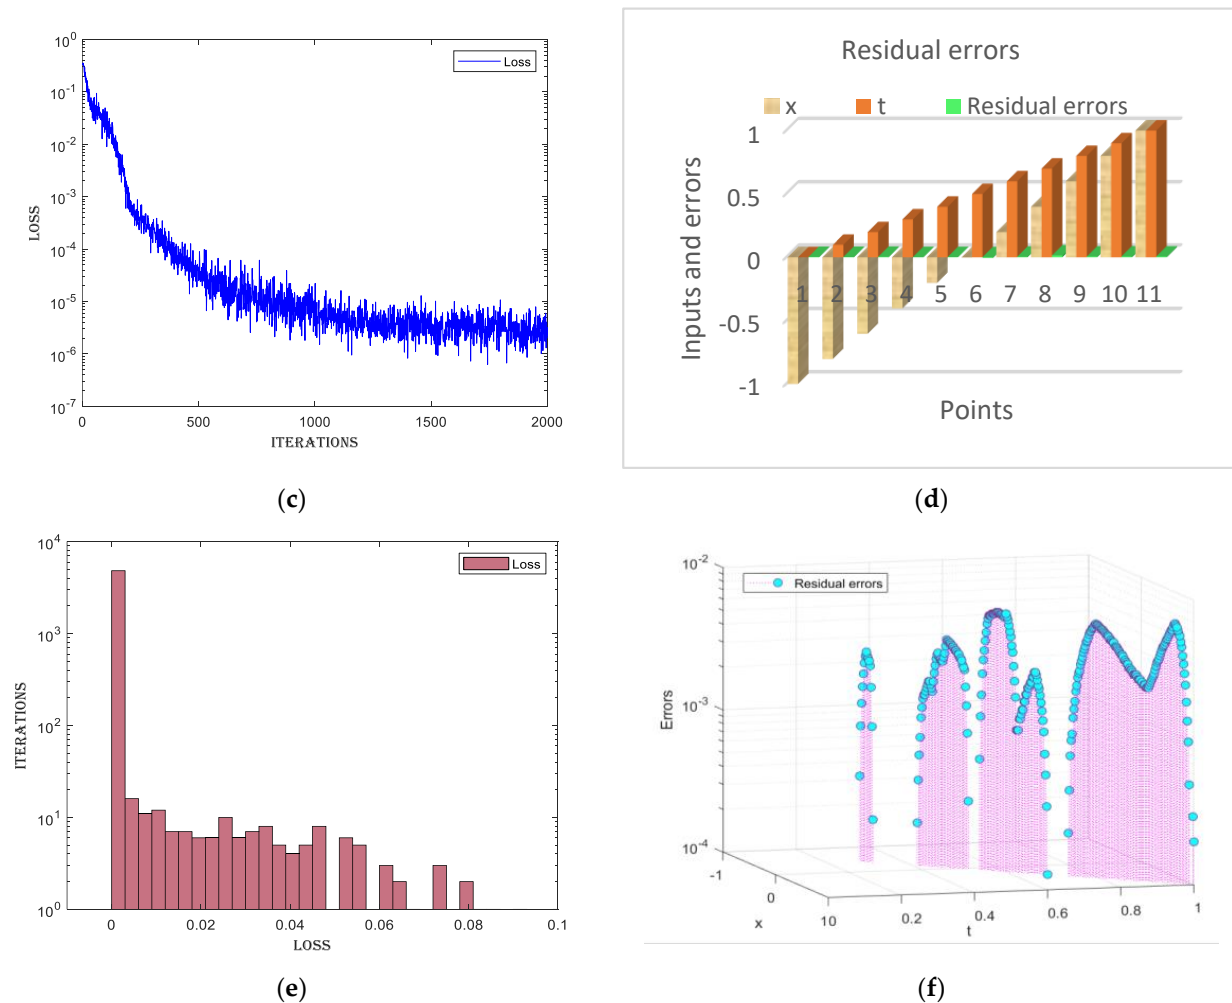 10^0
10^-1
10^-2
10^-3
10^-4
10^-5
10^-6
10^-7
LOSS
Loss
0 500 1000 1500 2000
ITERATIONS
(c)
Residual errors
x t Residual errors
1
0.5
0
-0.5
-1
Inputs and errors
1 2 3 4 5 6 7 8 9 10 11
Points
(d)
10^4
10^3
10^2
10^1
10^0
ITERATIONS
Loss
0 0.02 0.04 0.06 0.08 0.1
LOSS
(e)
10^-2
10^-3
10^-4
Errors
Residual errors
-1
0
10
x
0.2 0.4 0.6 0.8 1
t
(f)